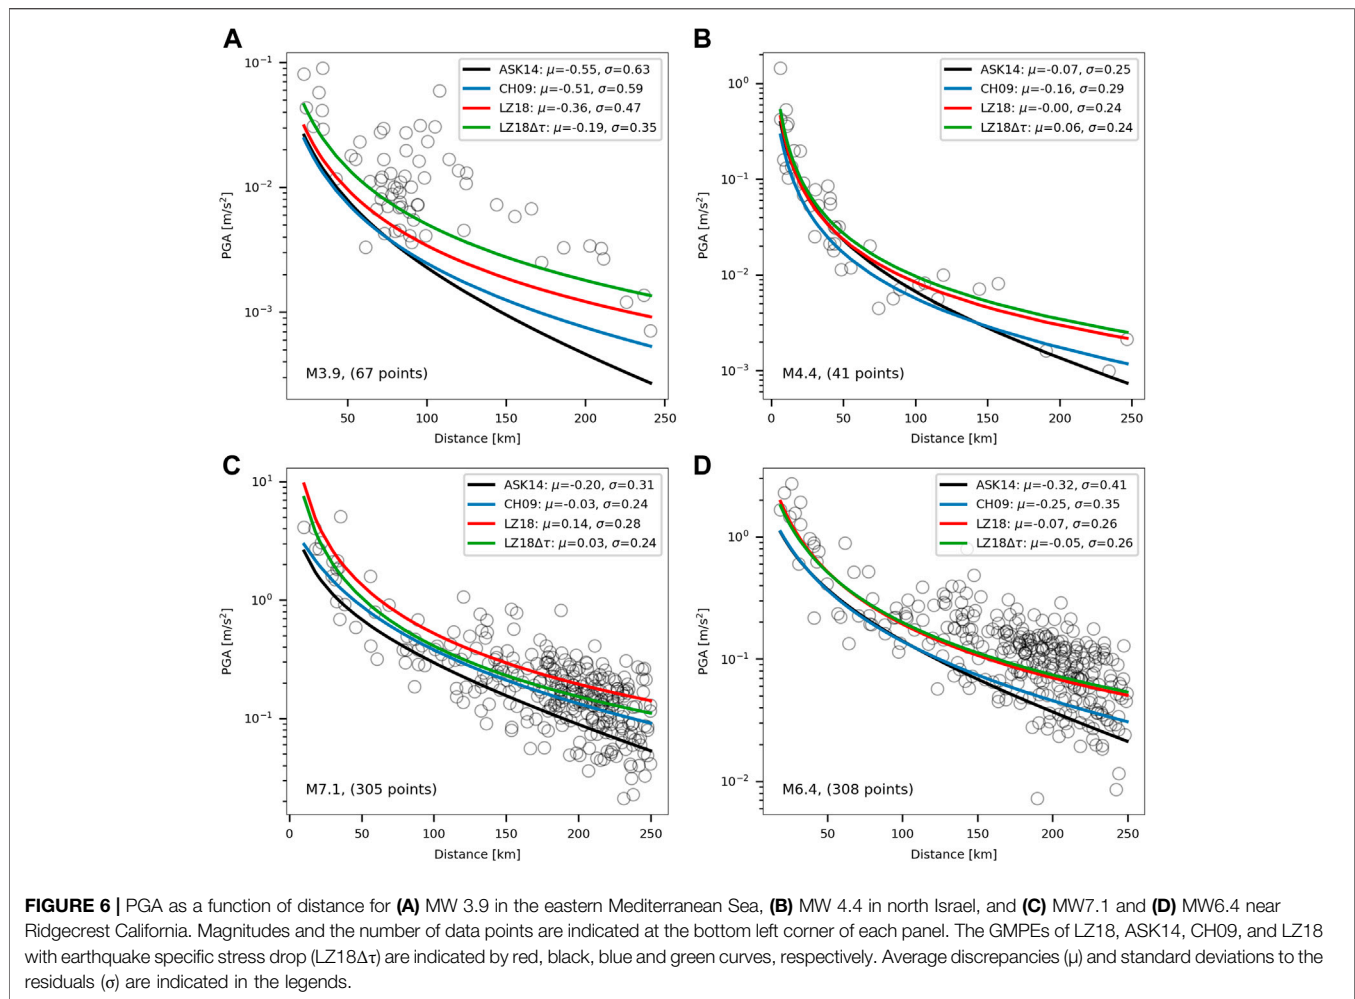 A
10⁻¹
10⁻²
10⁻³
PGA [m/s²]
ASK14: μ=-0.55, σ=0.63
CH09: μ=-0.51, σ=0.59
LZ18: μ=-0.36, σ=0.47
LZ18Δτ: μ=-0.19, σ=0.35
M3.9, (67 points)
50 100 150 200 250
Distance [km]
B
10⁰
10⁻¹
10⁻²
10⁻³
PGA [m/s²]
ASK14: μ=-0.07, σ=0.25
CH09: μ=-0.16, σ=0.29
LZ18: μ=-0.00, σ=0.24
LZ18Δτ: μ=0.06, σ=0.24
M4.4, (41 points)
0 50 100 150 200 250
Distance [km]
C
10¹
10⁰
10⁻¹
PGA [m/s²]
ASK14: μ=-0.20, σ=0.31
CH09: μ=-0.03, σ=0.24
LZ18: μ=0.14, σ=0.28
LZ18Δτ: μ=0.03, σ=0.24
M7.1, (305 points)
0 50 100 150 200 250
Distance [km]
D
10⁰
10⁻¹
10⁻²
PGA [m/s²]
ASK14: μ=-0.32, σ=0.41
CH09: μ=-0.25, σ=0.35
LZ18: μ=-0.07, σ=0.26
LZ18Δτ: μ=-0.05, σ=0.26
M6.4, (308 points)
50 100 150 200 250
Distance [km]
FIGURE 6 | PGA as a function of distance for (A) MW 3.9 in the eastern Mediterranean Sea, (B) MW 4.4 in north Israel, and (C) MW7.1 and (D) MW6.4 near
Ridgecrest California. Magnitudes and the number of data points are indicated at the bottom left corner of each panel. The GMPEs of LZ18, ASK14, CH09, and LZ18
with earthquake specific stress drop (LZ18Δτ) are indicated by red, black, blue and green curves, respectively. Average discrepancies (μ) and standard deviations to the
residuals (σ) are indicated in the legends.